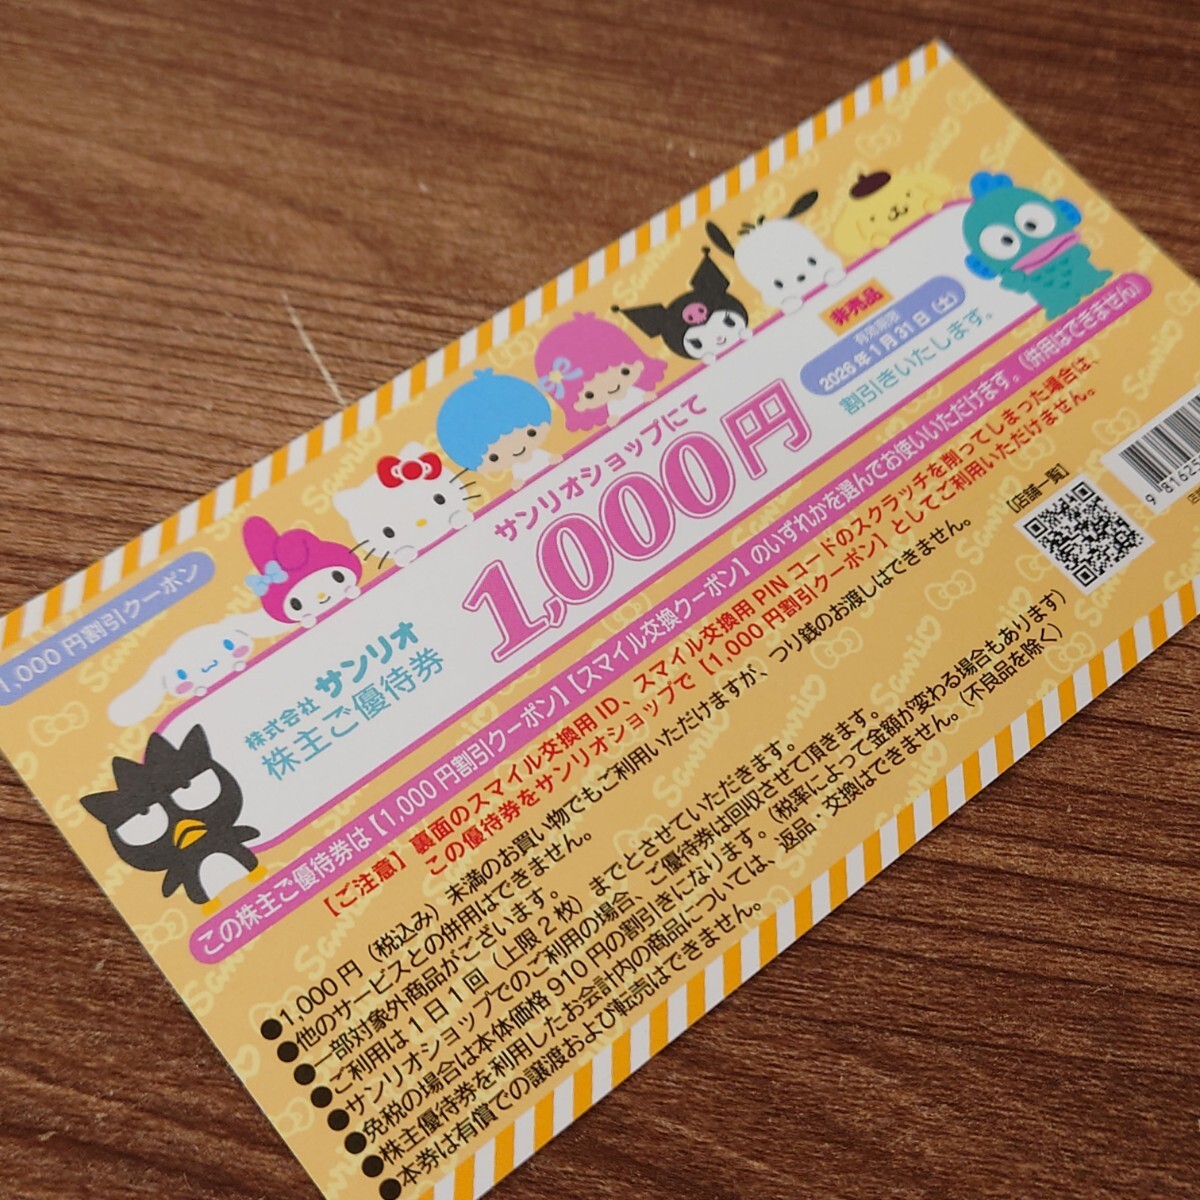 1,000円割引クーポン
株式会社 サンリオ
株主ご優待券
サンリオショップにて
1,000円
非売品
有効期限
2026年1月31日（土）
割引きいたします。
この株主ご優待券は【1,000円割引クーポン】【スマイル交換クーポン】のいずれかを選んでお使いいただけます。（併用はできません）
【ご注意】裏面のスマイル交換用ID、スマイル交換用PINコードのスクラッチを削ってしまった場合は、
この優待券をサンリオショップで【1,000円割引クーポン】としてご利用いただけません。
●1,000円（税込み）未満のお買い物でもご利用いただけますが、つり銭のお渡しはできません。
●他のサービスとの併用はできません。
●一部対象外商品がございます。
●ご利用は1日1回（上限2枚）までとさせていただきます。
●サンリオショップでのご利用の場合、ご優待券は回収させて頂きます。
●免税の場合は本体価格910円の割引きになります。（税率によって金額が変わる場合もあります）
●株主優待券を利用したお会計内の商品については、返品・交換はできません。（不良品を除く）
●本券は有償での譲渡および転売はできません。
［店舗一覧］
Sanrio